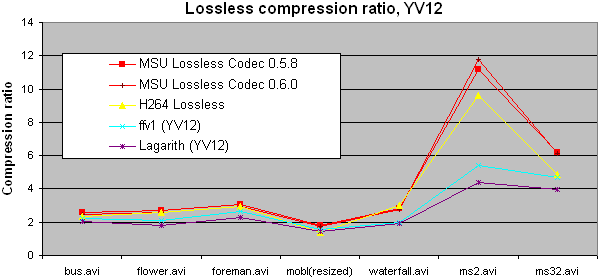 Lossless compression ratio, YV12
Compression ratio
14
12
10
8
6
4
2
0
MSU Lossless Codec 0.5.8
MSU Lossless Codec 0.6.0
H264 Lossless
ffv1 (YV12)
Lagarith (YV12)
bus.avi flower.avi foreman.avi mobl(resized) waterfall.avi ms2.avi ms32.avi